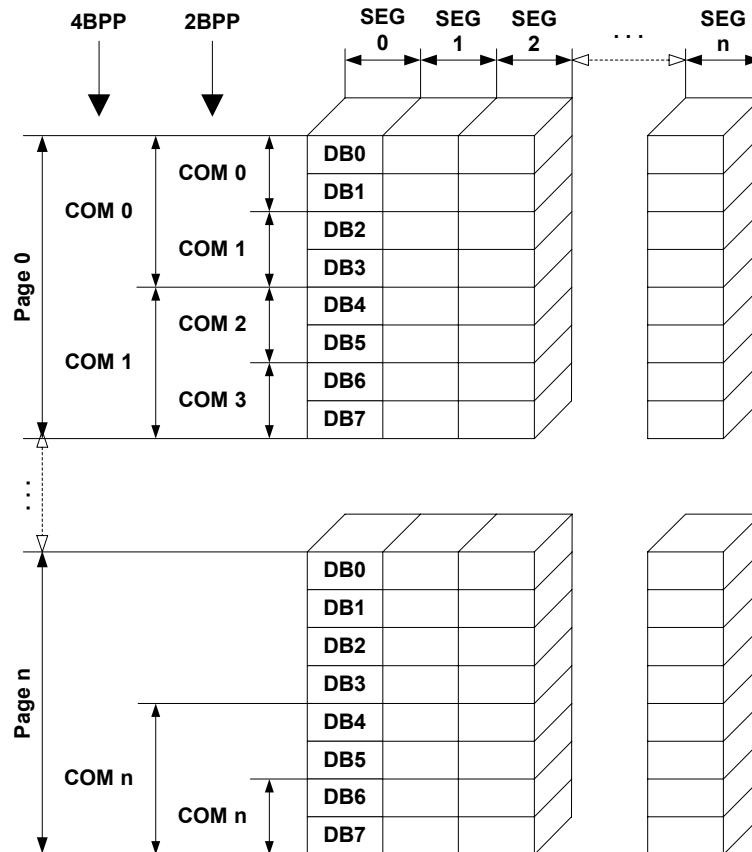 4BPP 2BPP SEG 0 SEG 1 SEG 2 . . . SEG n
Page 0
COM 0
COM 1
COM 0
COM 1
COM 2
COM 3
DB0
DB1
DB2
DB3
DB4
DB5
DB6
DB7
. . .
Page n
COM n
COM n
DB0
DB1
DB2
DB3
DB4
DB5
DB6
DB7